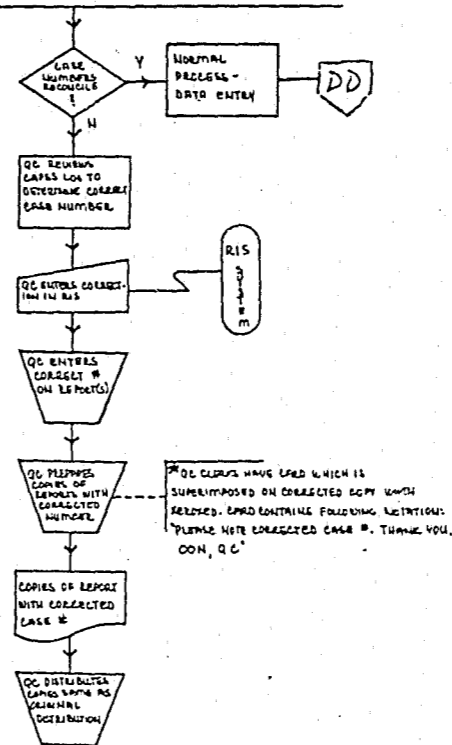 CASE
NUMBERS
RECONCILE
?
Y
NORMAL
PROCESS -
DATA ENTRY
DD
N
QC REVIEWS
CAPES LOG TO
DETERMINE CORRECT
CASE NUMBER
QC ENTERS CORRECT-
ION IN RIS
RIS
SYSTEM
QC ENTERS
CORRECT #
ON REPORT(S)
QC PREPARES
COPIES OF
REPORTS WITH
CORRECTED
NUMBER
*QC CLERKS HAVE CARD WHICH IS
SUPERIMPOSED ON CORRECTED COPY WHEN
XEROXED. CARD CONTAINS FOLLOWING NOTATION:
"PLEASE NOTE CORRECTED CASE #. THANK YOU,
QC"
COPIES OF REPORT
WITH CORRECTED
CASE #
QC DISTRIBUTES
COPIES SAME AS
DISTRIBUTION